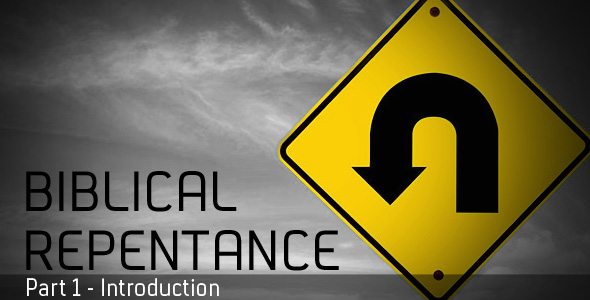 BIBLICAL
REPENTANCE
Part 1 - Introduction